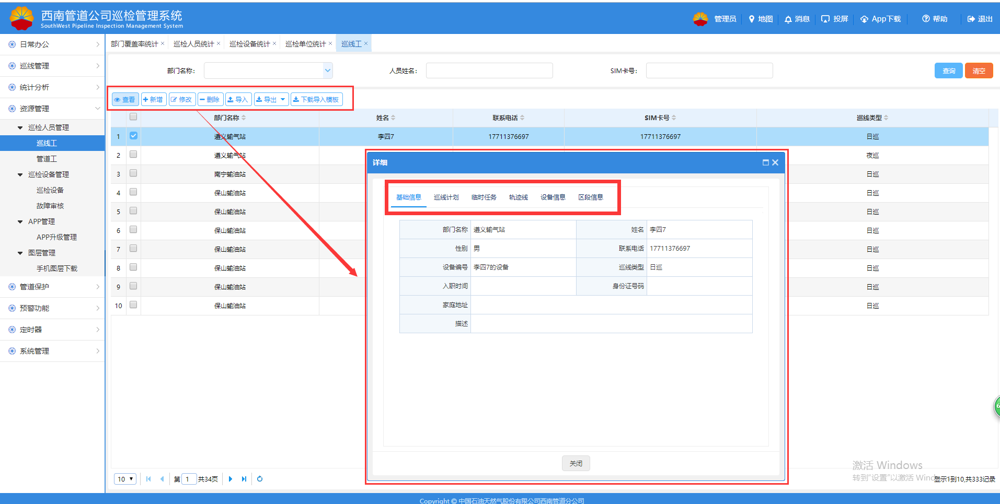 西南管道公司巡检管理系统
SouthWest Pipeline Inspection Management System
管理员 地图 消息 投屏 App下载 帮助 退出
日常办公
巡线管理
统计分析
资源管理
巡检人员管理
巡线工
管道工
巡检设备管理
巡检设备
故障审核
APP管理
APP升级管理
图层管理
手机图层下载
管道保护
预警功能
定时器
系统管理
部门覆盖率统计× 巡检人员统计× 巡检设备统计× 巡检单位统计× 巡线工×
部门名称: 人员姓名: SIM卡号: 查询 清空
查看 新增 修改 删除 导入 导出 下载导入模板
部门名称 姓名 联系电话 SIM卡号 巡线类型
1 遵义输气站 李四7 17711376697 17711376697 日巡
2 遵义输气站 夜巡
3 南宁输油站 日巡
4 保山输油站 日巡
5 保山输油站 日巡
6 保山输油站 日巡
7 保山输油站 日巡
8 保山输油站 日巡
9 保山输油站 日巡
10 保山输油站 日巡
详细
基础信息 巡线计划 临时任务 轨迹线 设备信息 区段信息
部门名称 遵义输气站 姓名 李四7
性别 男 联系电话 17711376697
设备编号 李四7的设备 巡线类型 日巡
入职时间 身份证号码
家庭地址
描述
关闭
10 第 1 共34页
激活 Windows
转到“设置”以激活 Windows
显示1到10,共333记录
Copyright © 中国石油天然气股份有限公司西南管道分公司